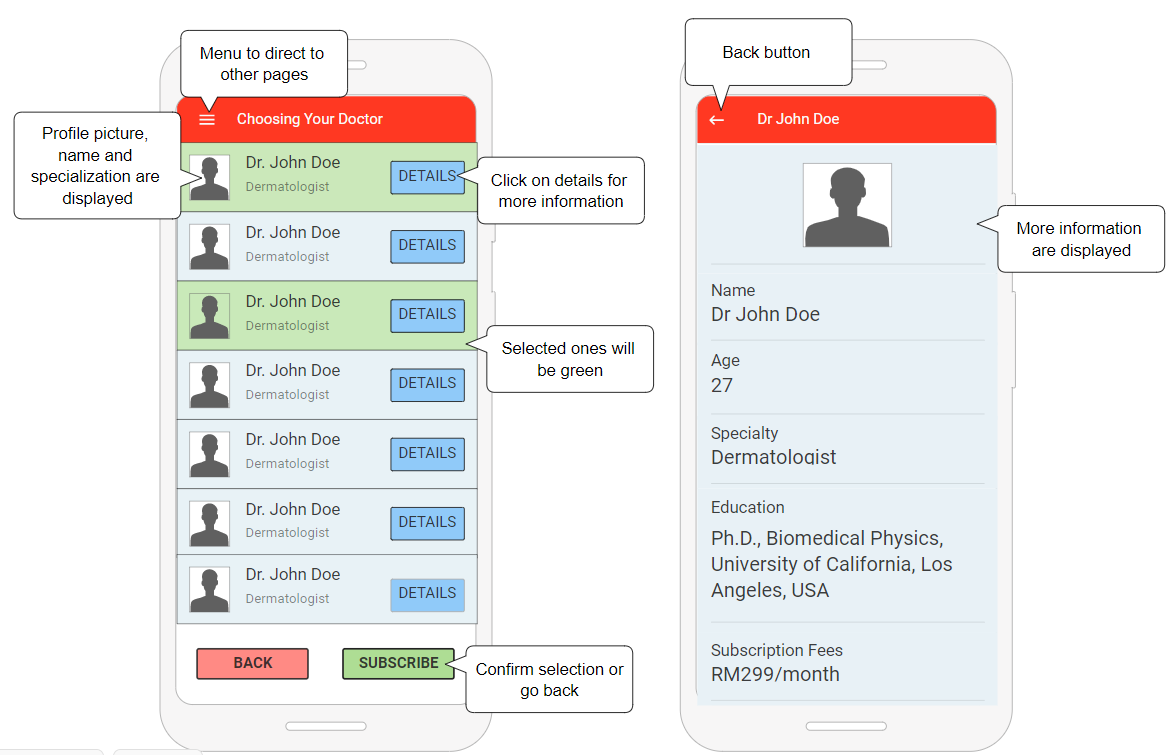 Menu to direct to
other pages
Choosing Your Doctor
Profile picture,
name and
specialization are
displayed
Dr. John Doe
Dermatologist
DETAILS
Click on details for
more information
Dr. John Doe
Dermatologist
DETAILS
Dr. John Doe
Dermatologist
DETAILS
Selected ones will
be green
Dr. John Doe
Dermatologist
DETAILS
Dr. John Doe
Dermatologist
DETAILS
Dr. John Doe
Dermatologist
DETAILS
Dr. John Doe
Dermatologist
DETAILS
BACK
SUBSCRIBE
Confirm selection or
go back
Back button
Dr John Doe
More information
are displayed
Name
Dr John Doe
Age
27
Specialty
Dermatologist
Education
Ph.D., Biomedical Physics,
University of California, Los
Angeles, USA
Subscription Fees
RM299/month